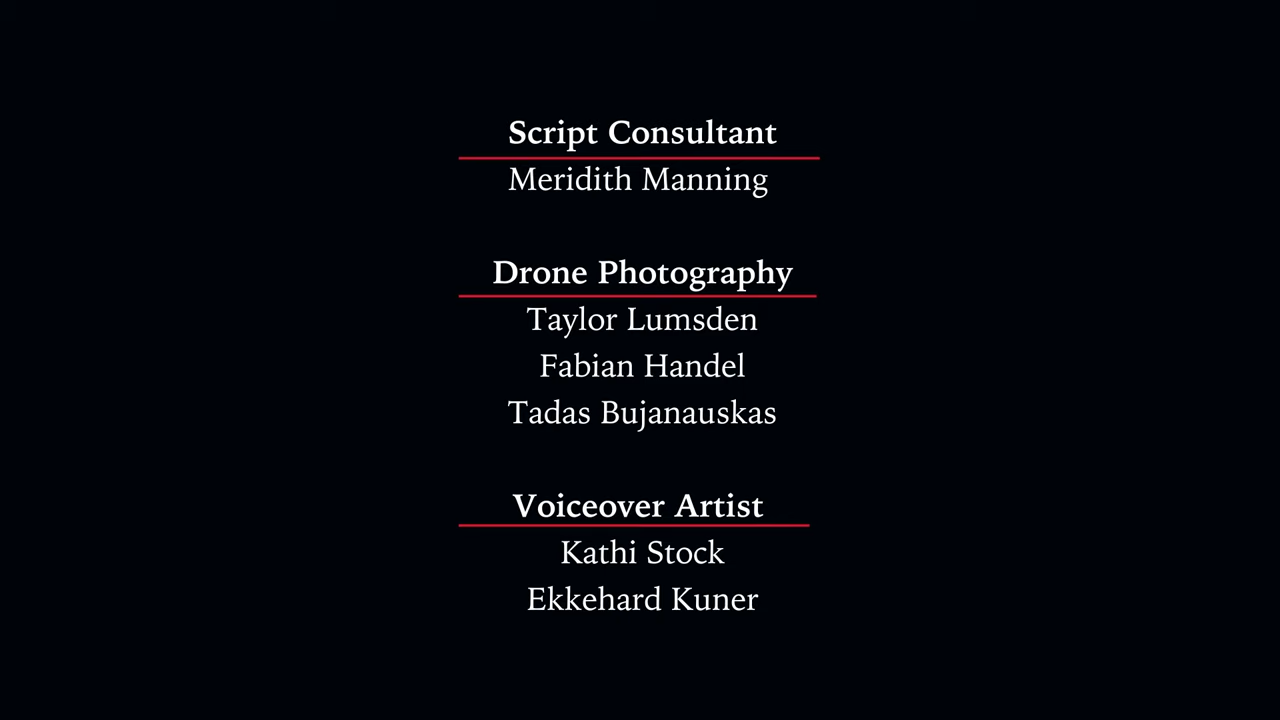 Script Consultant
Meridith Manning
Drone Photography
Taylor Lumsden
Fabian Handel
Tadas Bujanauskas
Voiceover Artist
Kathi Stock
Ekkehard Kuner